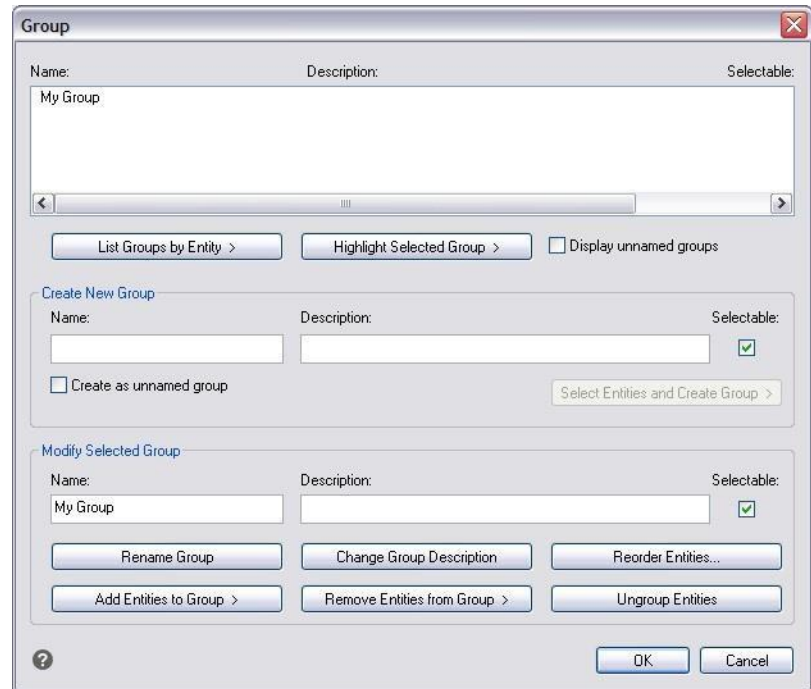 Group
Name: Description: Selectable:
My Group
List Groups by Entity > Highlight Selected Group > Display unnamed groups
Create New Group
Name: Description: Selectable:
Create as unnamed group Select Entities and Create Group >
Modify Selected Group
Name: Description: Selectable:
My Group
Rename Group Change Group Description Reorder Entities...
Add Entities to Group > Remove Entities from Group > Ungroup Entities
? OK Cancel